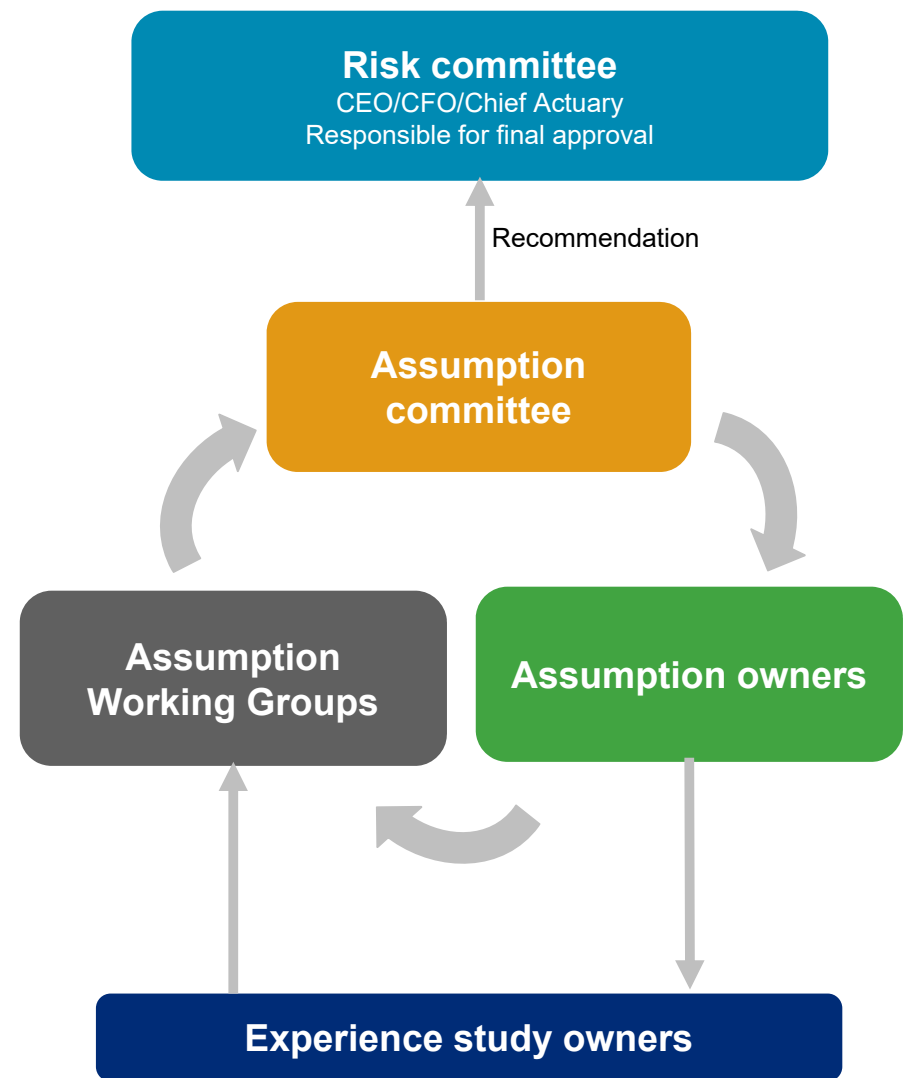 Risk committee
CEO/CFO/Chief Actuary
Responsible for final approval
Recommendation
Assumption
committee
Assumption
Working Groups
Assumption owners
Experience study owners